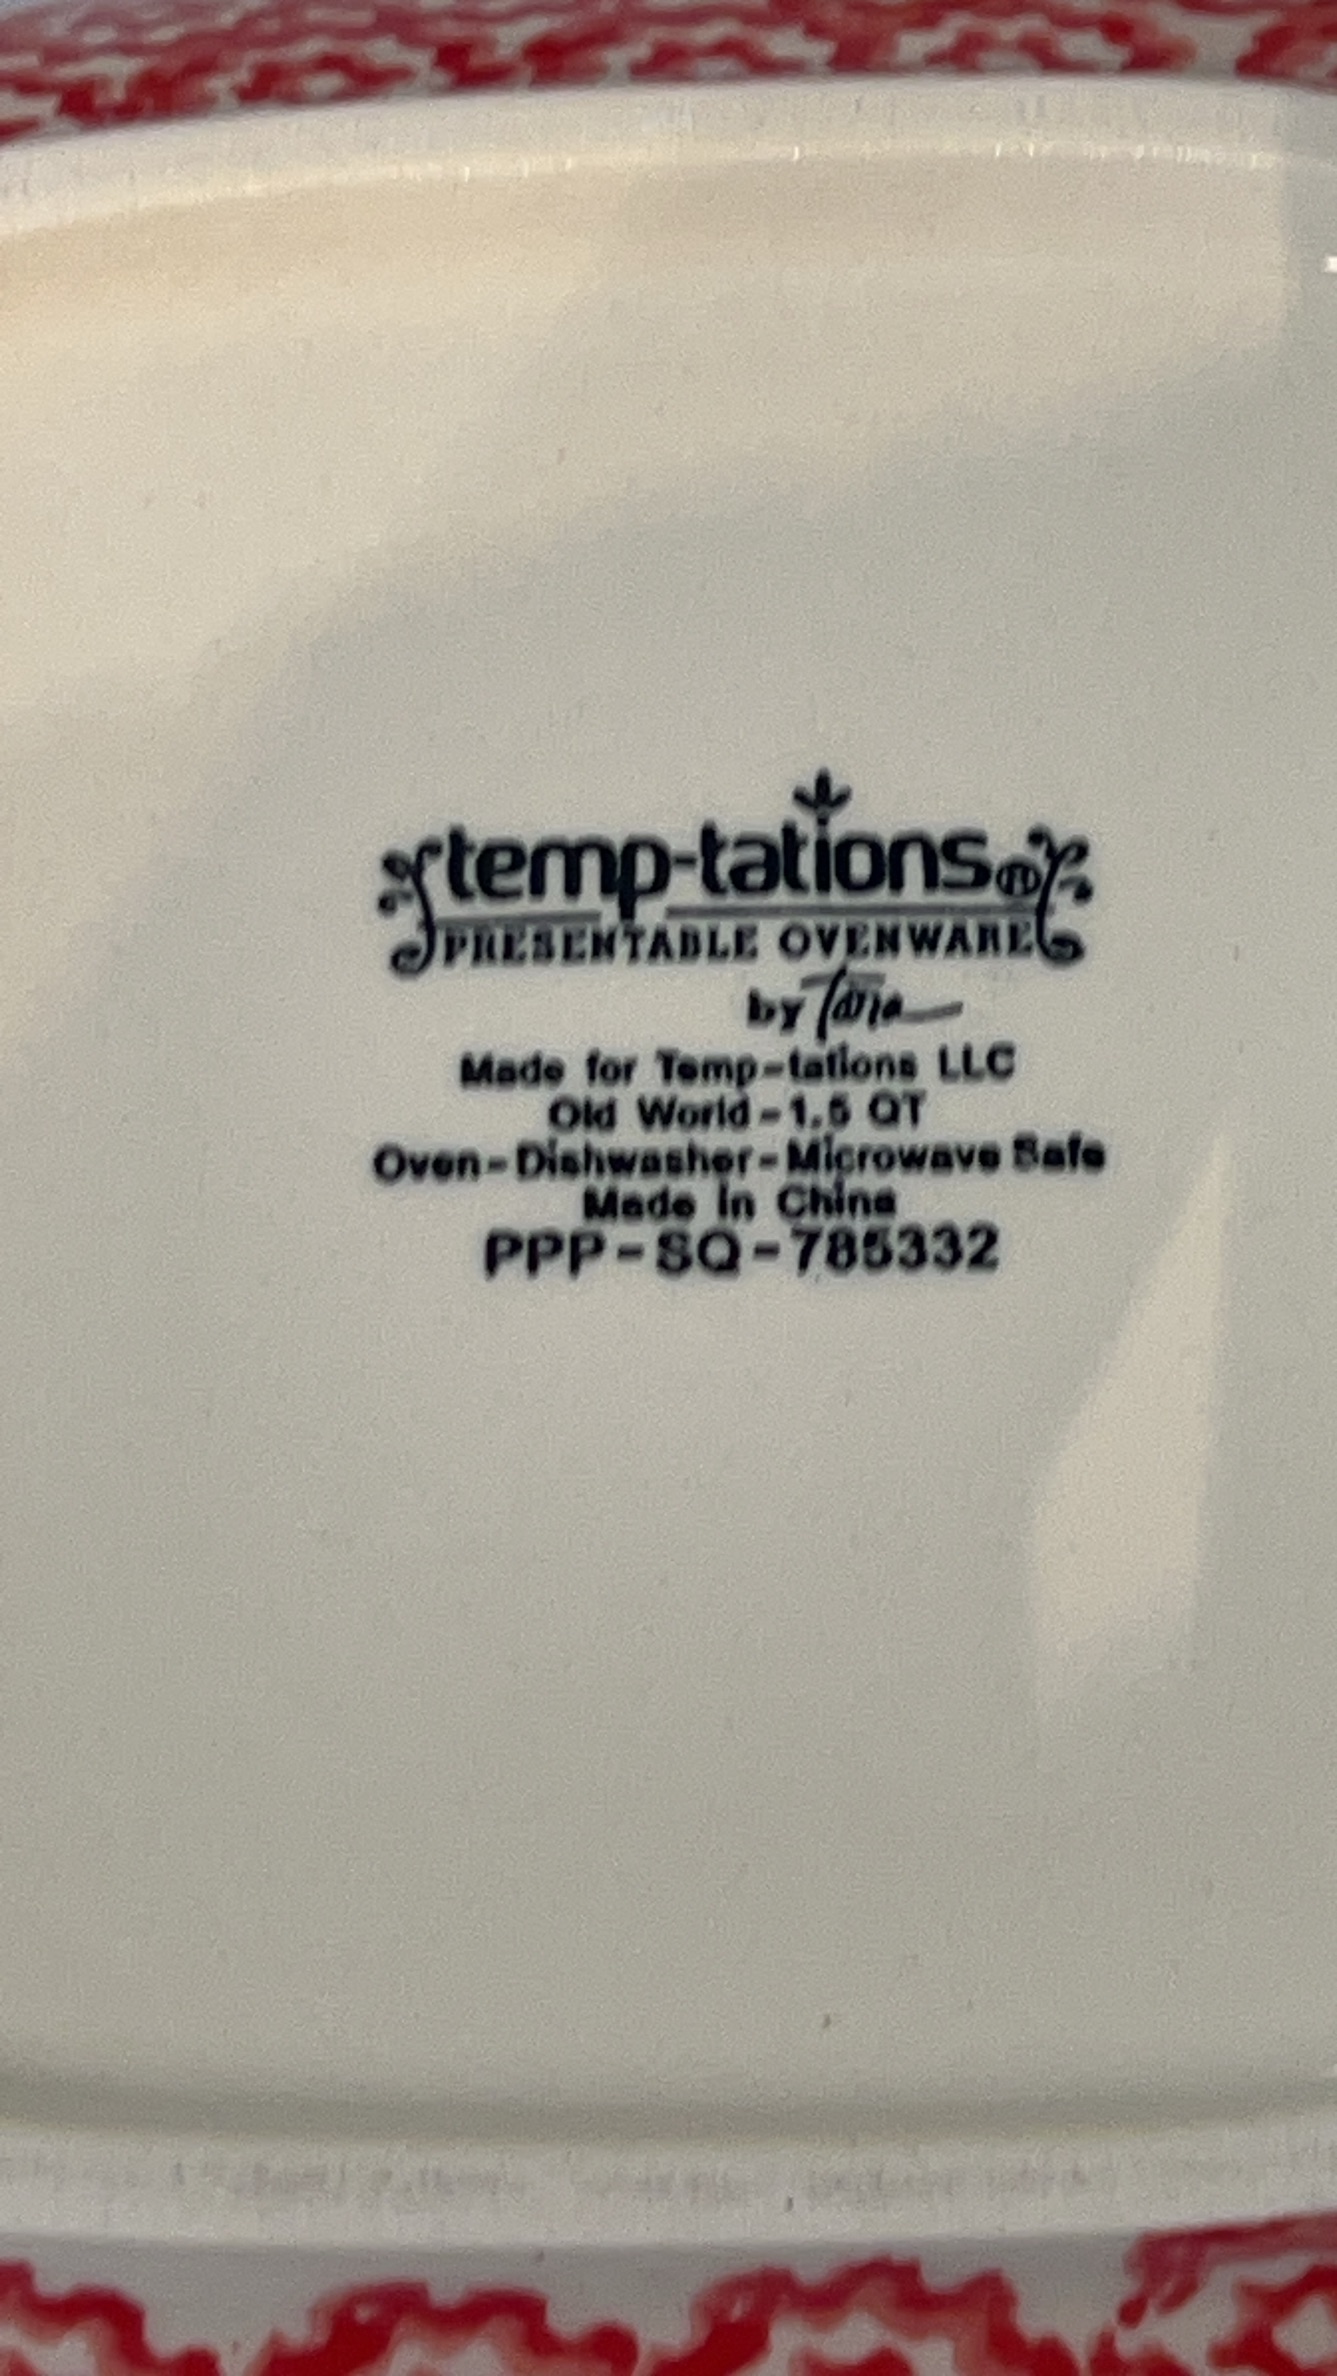 temp-tations®
PRESENTABLE OVENWARE
by Tara
Made for Temp-tations LLC
Old World-1.5 QT
Oven-Dishwasher-Microwave Safe
Made in China
PPP-SQ-785332